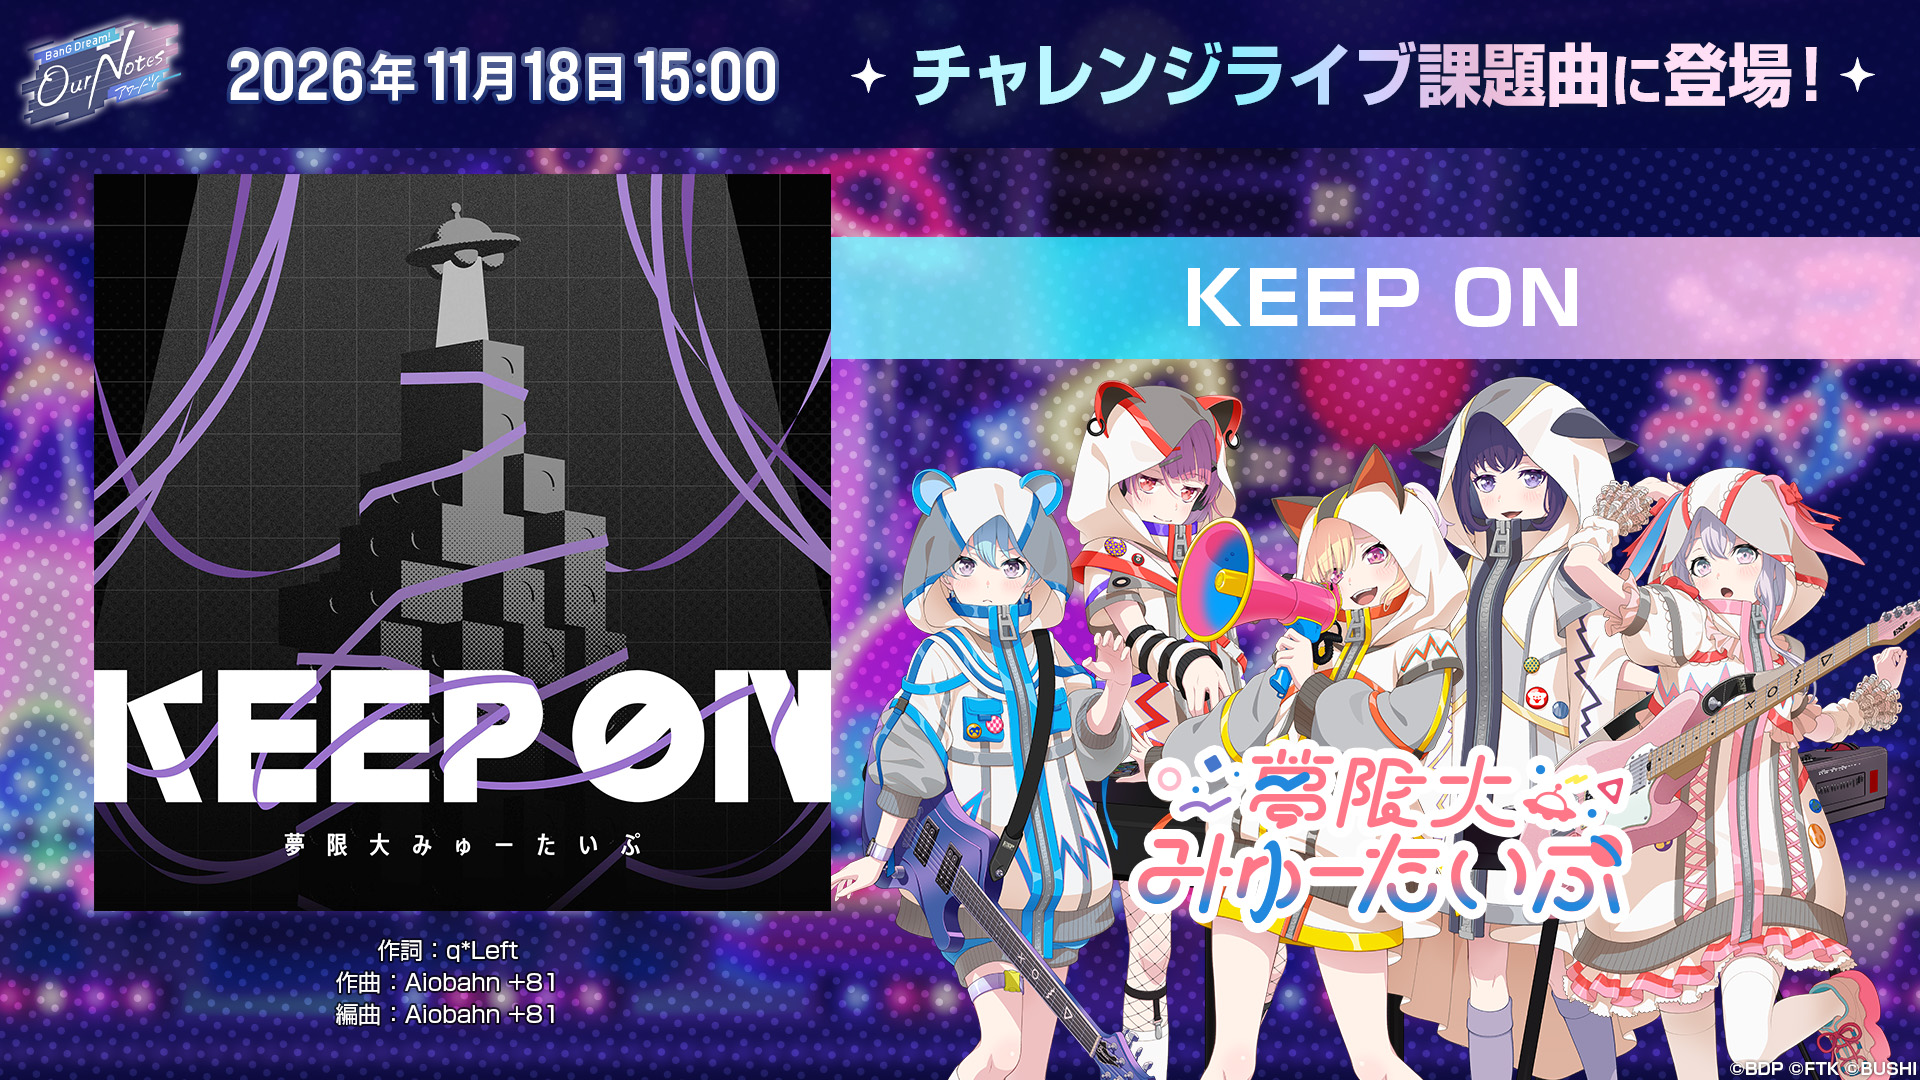 BanG Dream!
Our Notes
アワーノーツ
2026年11月18日 15:00
チャレンジライブ課題曲に登場!
KEEP ON
KEEP ON
夢限大みゅーたいぷ
夢限大
みゅーたいぷ
作詞：q*Left
作曲：Aiobahn +81
編曲：Aiobahn +81
©BDP ©FTK ©BUSHI